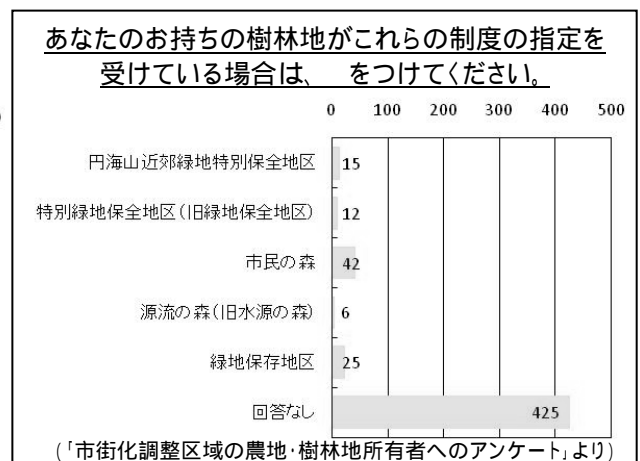 あなたのお持ちの樹林地がこれらの制度の指定を
受けている場合は、　をつけてください。
0 100 200 300 400 500
円海山近郊緑地特別保全地区 15
特別緑地保全地区(旧緑地保全地区) 12
市民の森 42
源流の森(旧水源の森) 6
緑地保存地区 25
回答なし 425
(「市街化調整区域の農地・樹林地所有者へのアンケート」より)